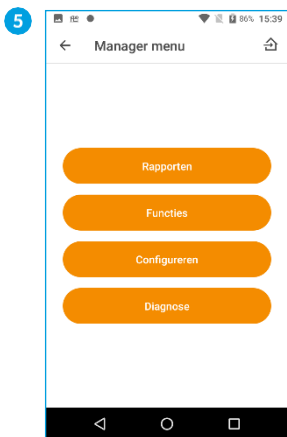 5
86% 15:39
Manager menu
Rapporten
Functies
Configureren
Diagnose